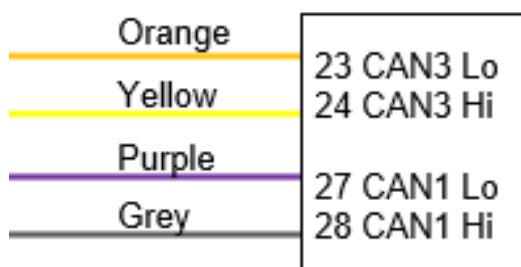 Orange
23 CAN3 Lo
Yellow
24 CAN3 Hi
Purple
27 CAN1 Lo
Grey
28 CAN1 Hi